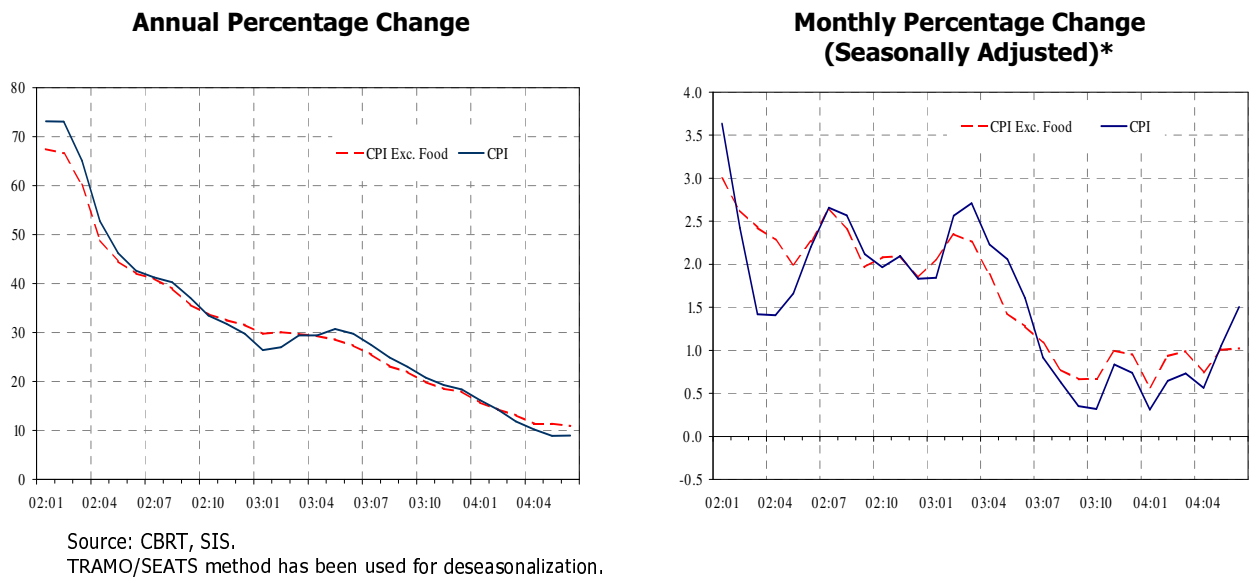 Annual Percentage Change
80
70
60
50
40
30
20
10
0
CPI Exc. Food
CPI
02:01 02:04 02:07 02:10 03:01 03:04 03:07 03:10 04:01 04:04
Monthly Percentage Change
(Seasonally Adjusted)*
4.0
3.5
3.0
2.5
2.0
1.5
1.0
0.5
0.0
-0.5
CPI Exc. Food
CPI
02:01 02:04 02:07 02:10 03:01 03:04 03:07 03:10 04:01 04:04
Source: CBRT, SIS.
TRAMO/SEATS method has been used for deseasonalization.